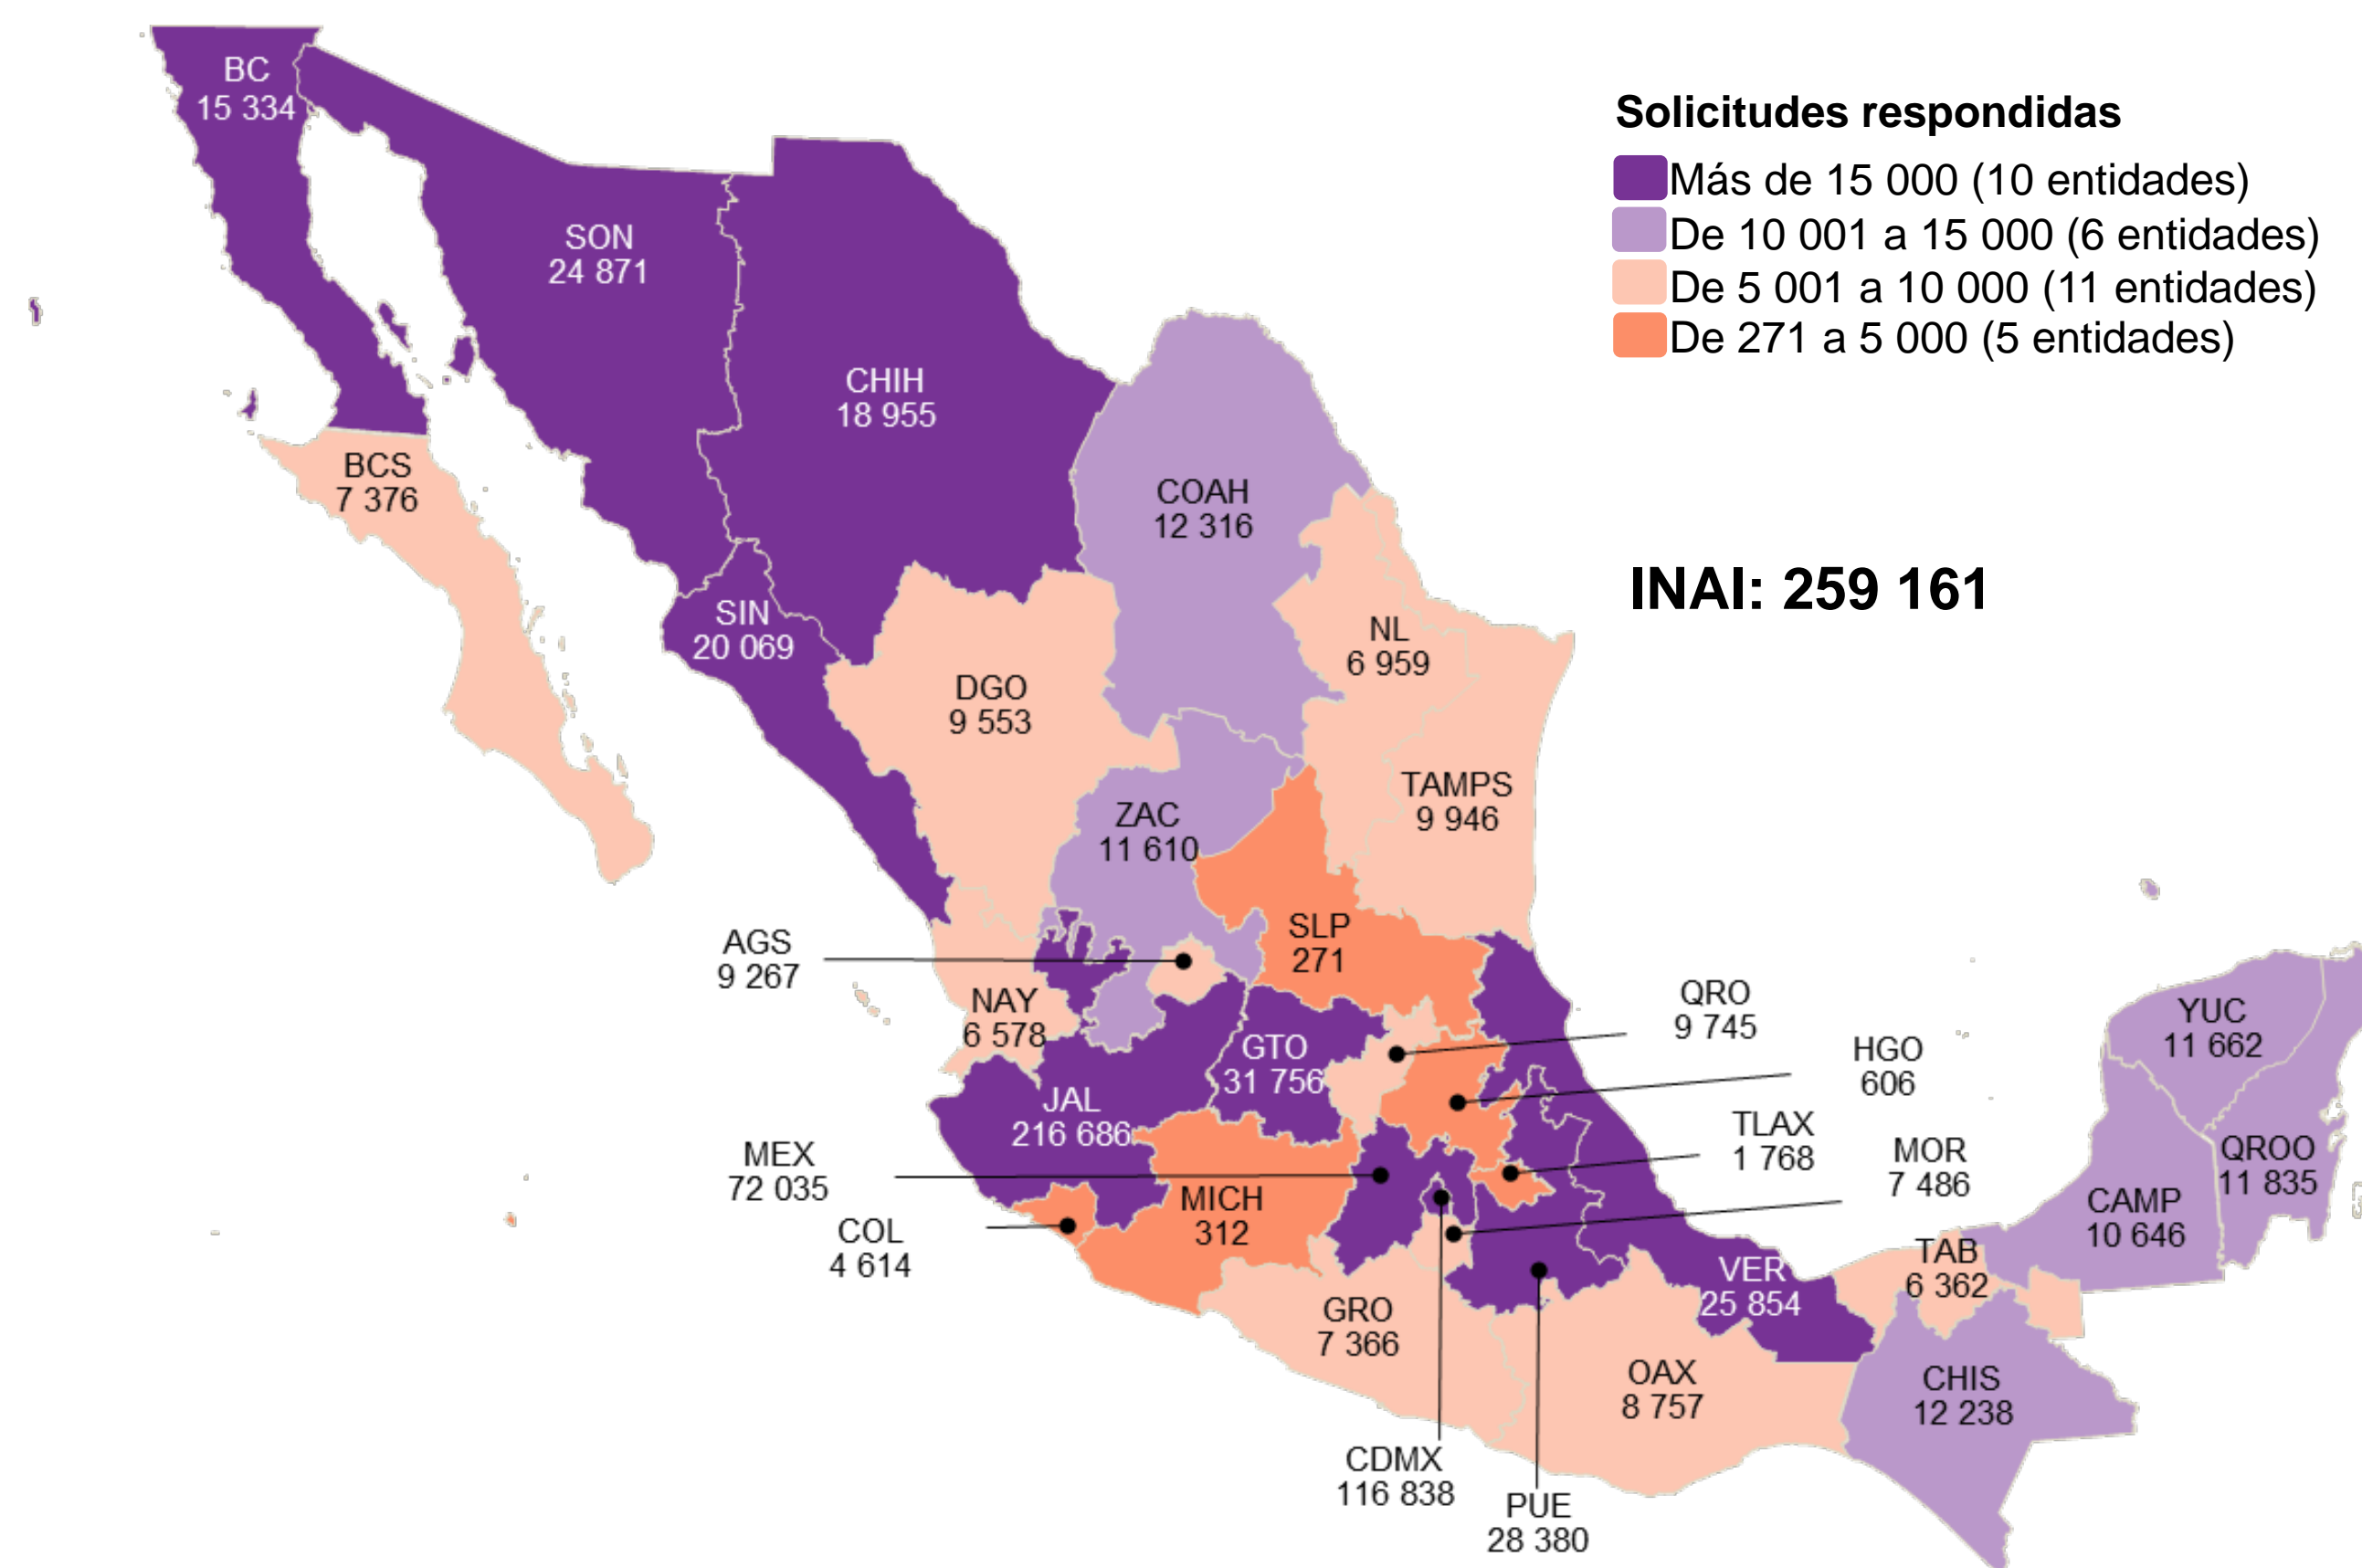 BC
15 334
Solicitudes respondidas
Más de 15 000 (10 entidades)
De 10 001 a 15 000 (6 entidades)
De 5 001 a 10 000 (11 entidades)
De 271 a 5 000 (5 entidades)
SON
24 871
CHIH
18 955
BCS
7 376
COAH
12 316
INAI: 259 161
SIN
20 069
NL
6 959
DGO
9 553
TAMPS
9 946
ZAC
11 610
SLP
271
AGS
9 267
NAY
6 578
QRO
9 745
YUC
11 662
GTO
31 756
HGO
606
JAL
216 686
TLAX
1 768
MOR
7 486
QROO
11 835
MEX
72 035
MICH
312
CAMP
10 646
COL
4 614
TAB
6 362
VER
25 854
GRO
7 366
OAX
8 757
CHIS
12 238
CDMX
116 838
PUE
28 380